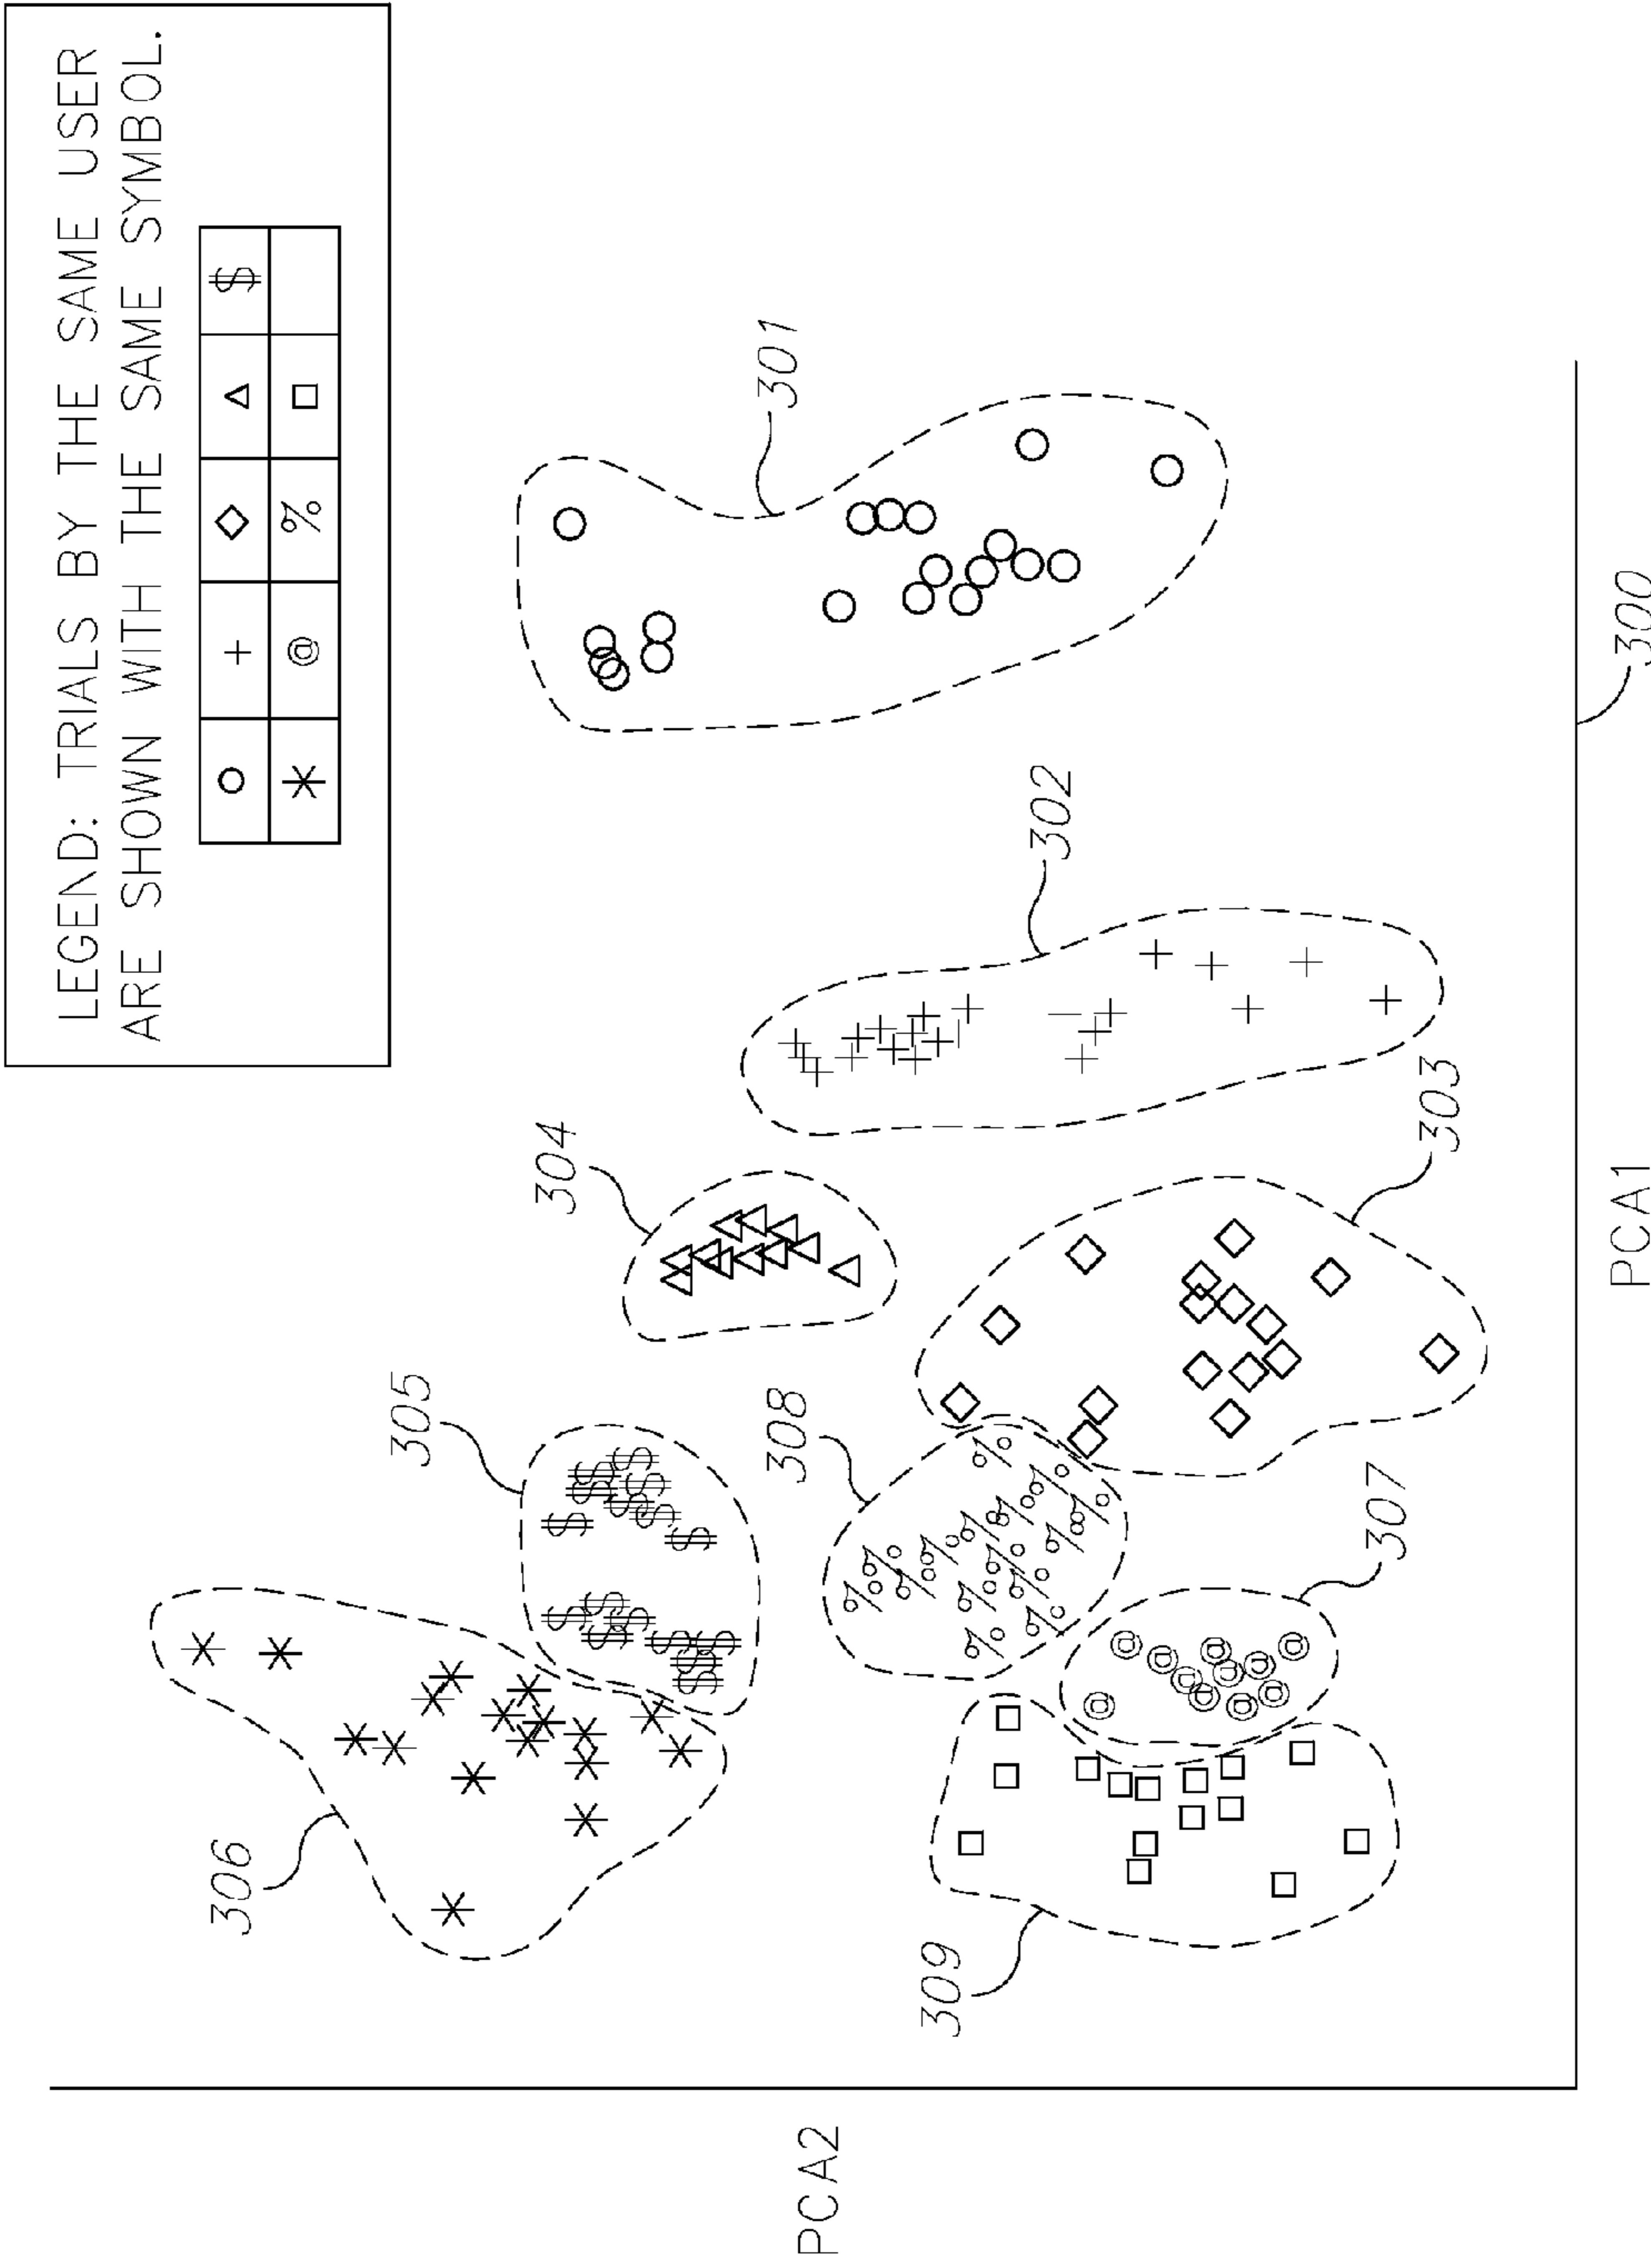 LEGEND: TRIALS BY THE SAME USER
ARE SHOWN WITH THE SAME SYMBOL.
○ + ◇ △ $
* @ % □
306
305
304
301
308
302
309
307
303
300
PCA2
PCA1